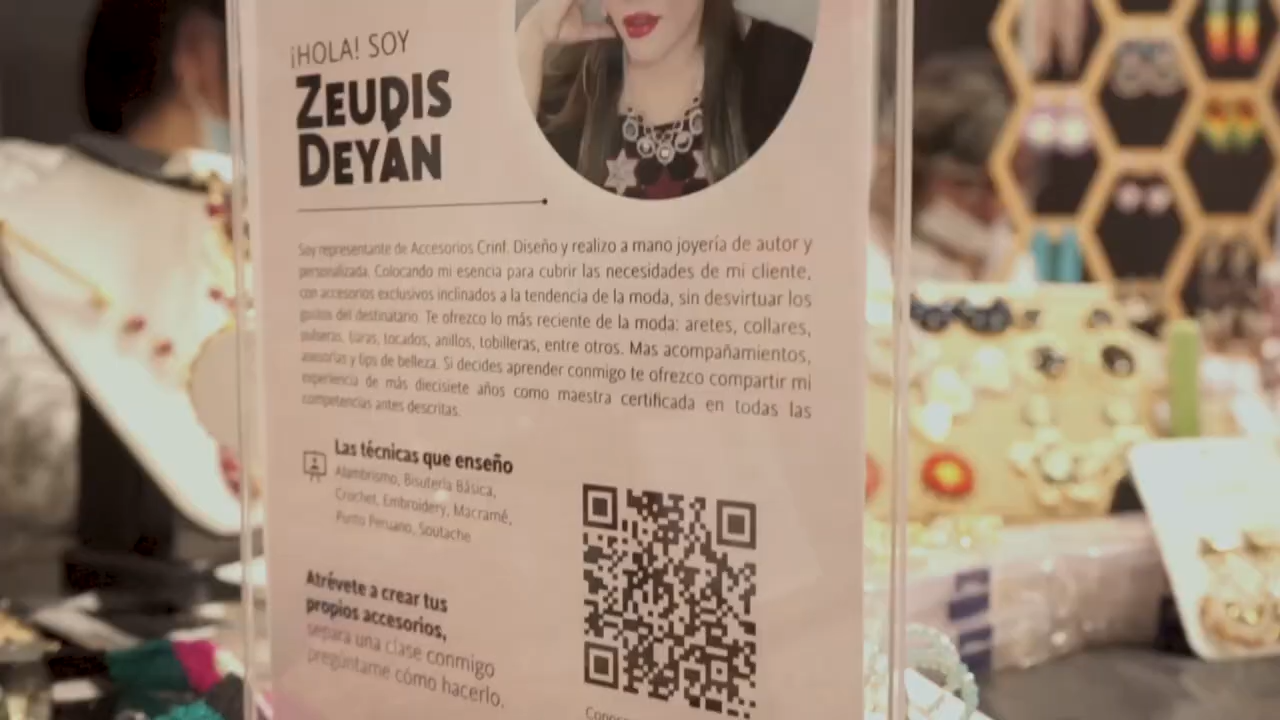 ¡HOLA! SOY
ZEUDIS
DEYÁN
Soy representante de Accesorios Crinf. Diseño y realizo a mano joyería de autor y
personalizada. Colocando mi esencia para cubrir las necesidades de mi cliente,
con accesorios exclusivos inclinados a la tendencia de la moda, sin desvirtuar los
gustos del destinatario. Te ofrezco lo más reciente de la moda: aretes, collares,
pulseras, tiaras, tocados, anillos, tobilleras, entre otros. Mas acompañamientos,
asesorías y tips de belleza. Si decides aprender conmigo te ofrezco compartir mi
experiencia de más diecisiete años como maestra certificada en todas las
competencias antes descritas.
Las técnicas que enseño
Alambrismo, Bisutería Básica,
Crochet, Embroidery, Macramé,
Punto Peruano, Soutache
Atrévete a crear tus
propios accesorios,
separa una clase conmigo
pregúntame cómo hacerlo.